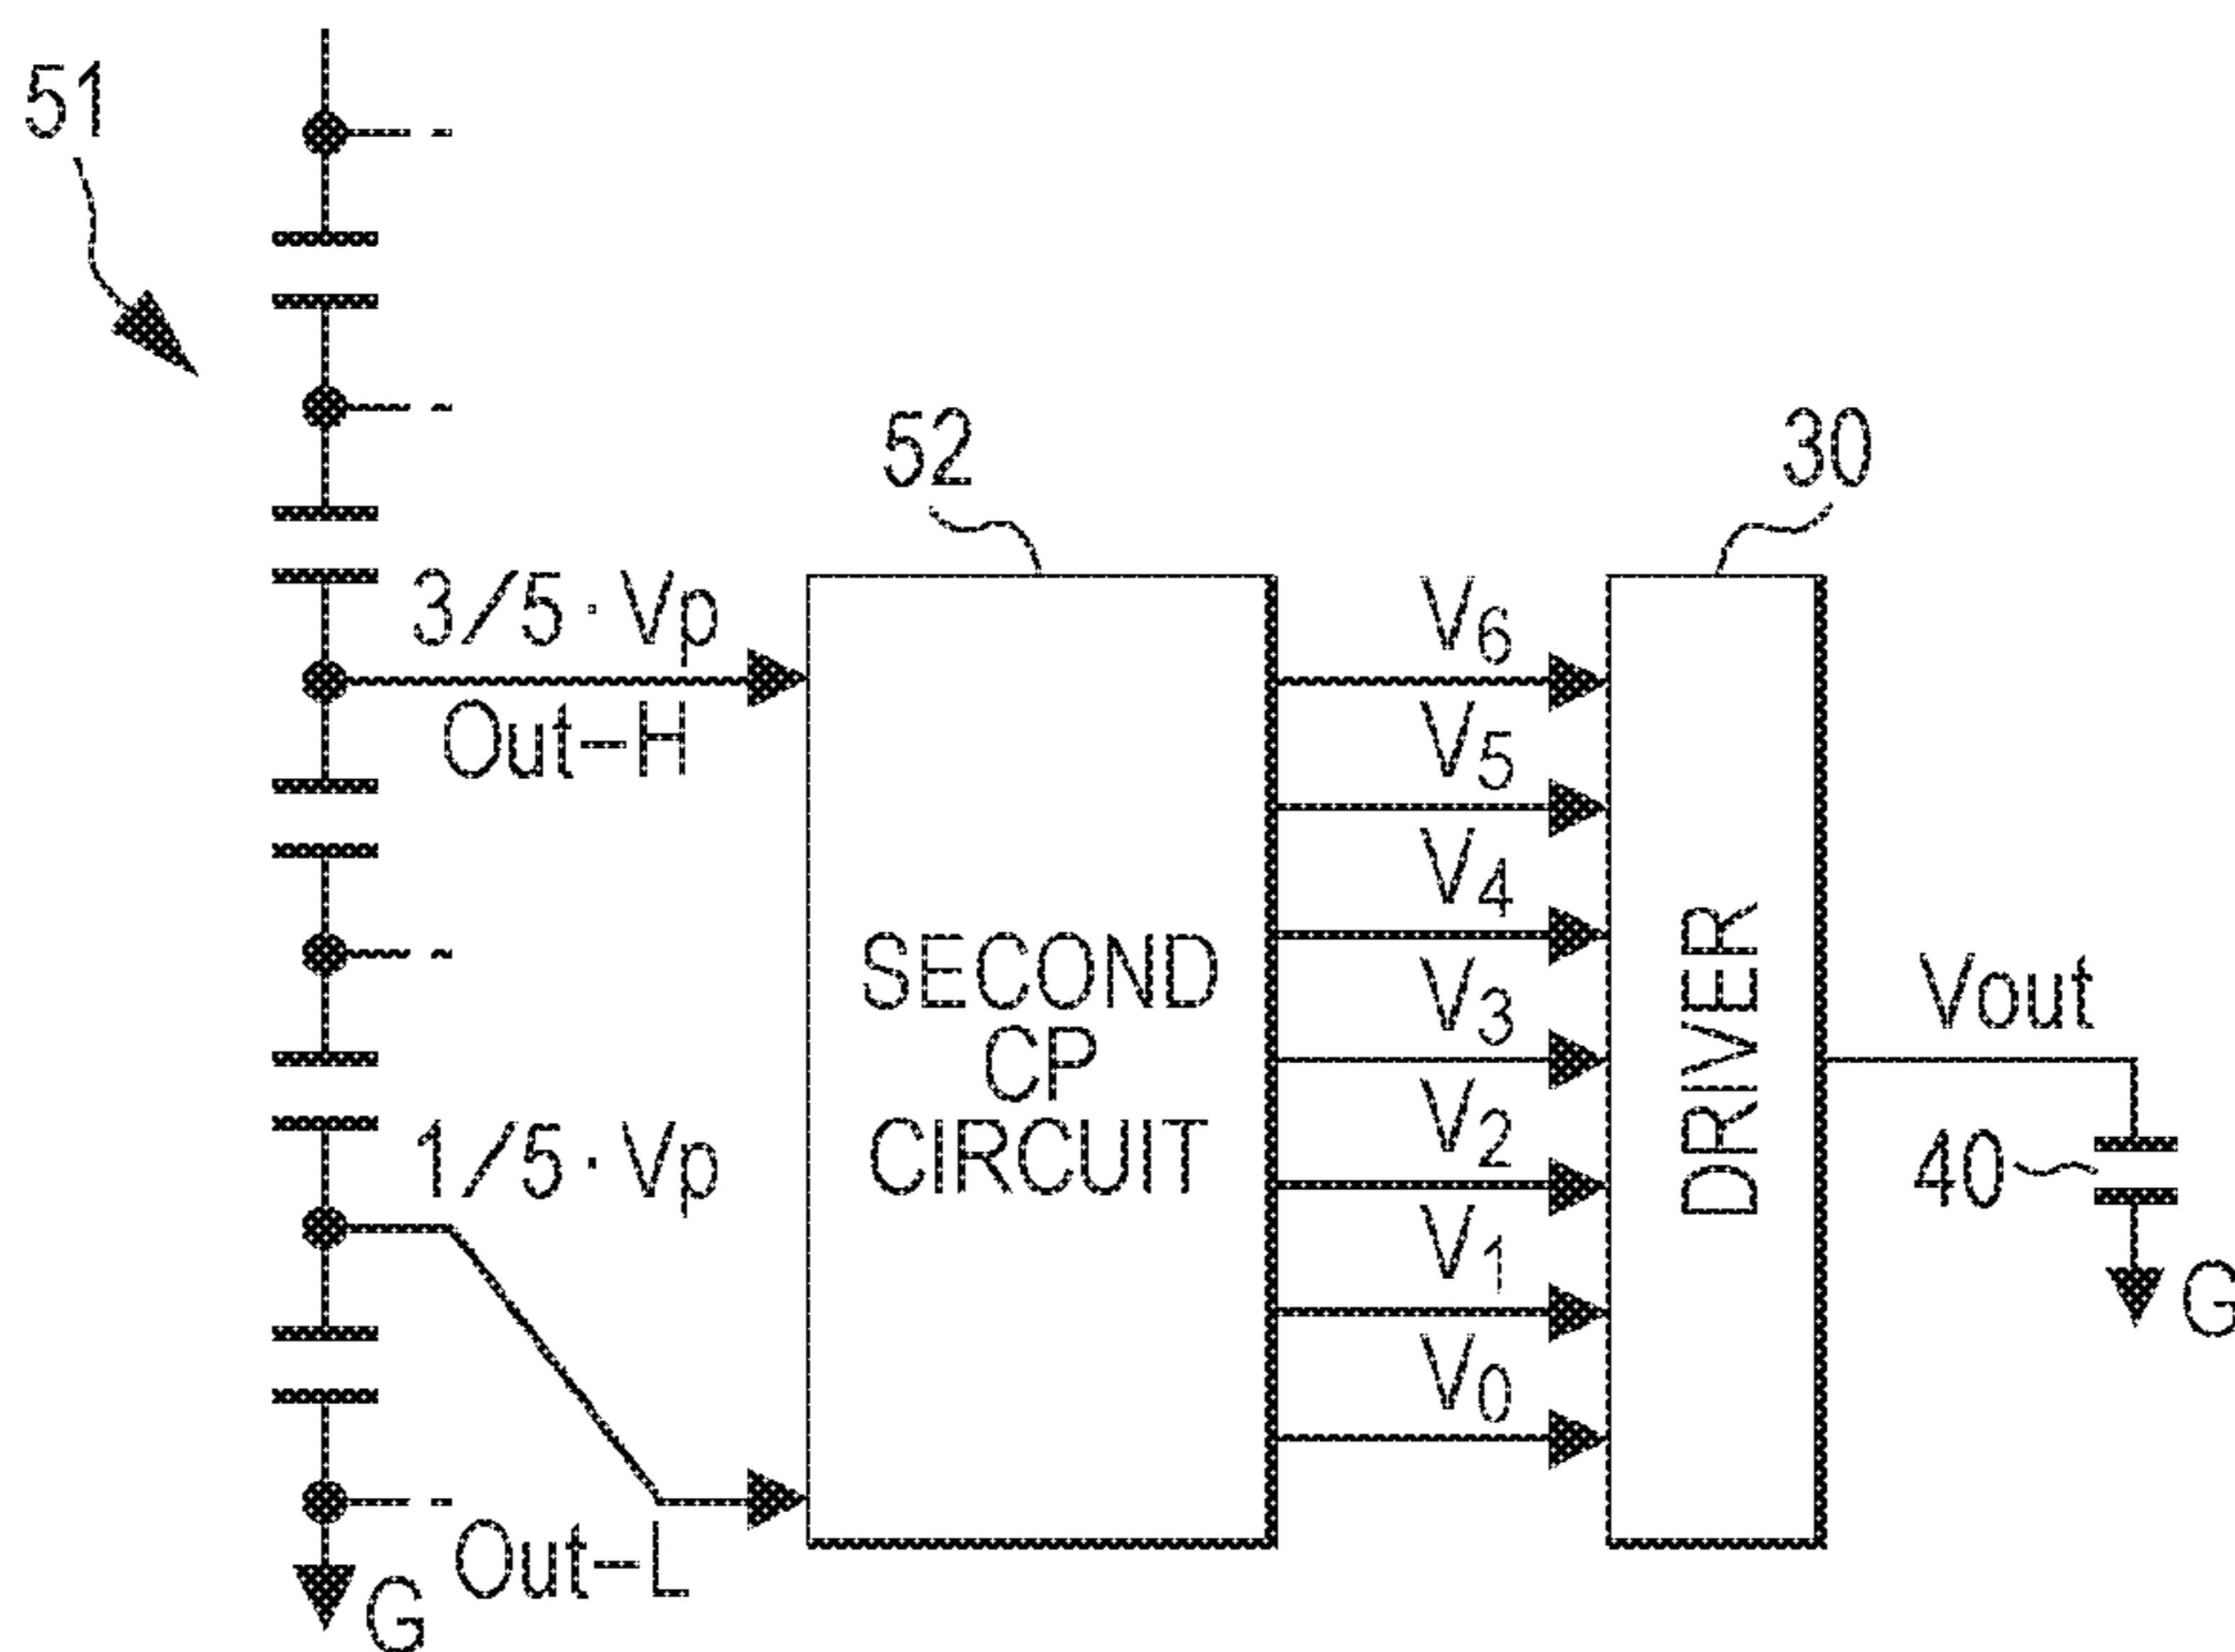 51
52
30
3/5·Vp
Out-H
1/5·Vp
Out-L
G
SECOND
CP
CIRCUIT
V6
V5
V4
V3
V2
V1
V0
DRIVER
Vout
40
G